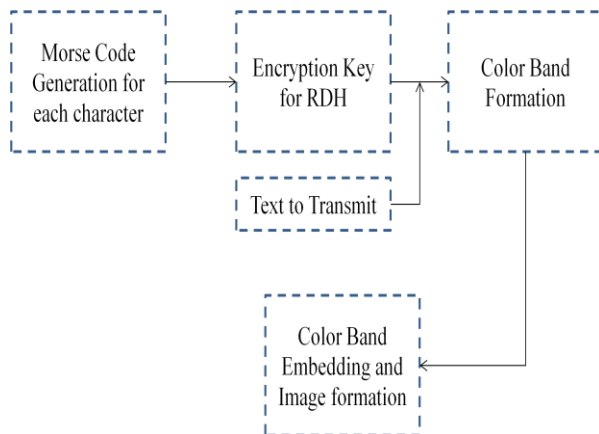 Morse Code
Generation for
each character
Encryption Key
for RDH
Color Band
Formation
Text to Transmit
Color Band
Embedding and
Image formation